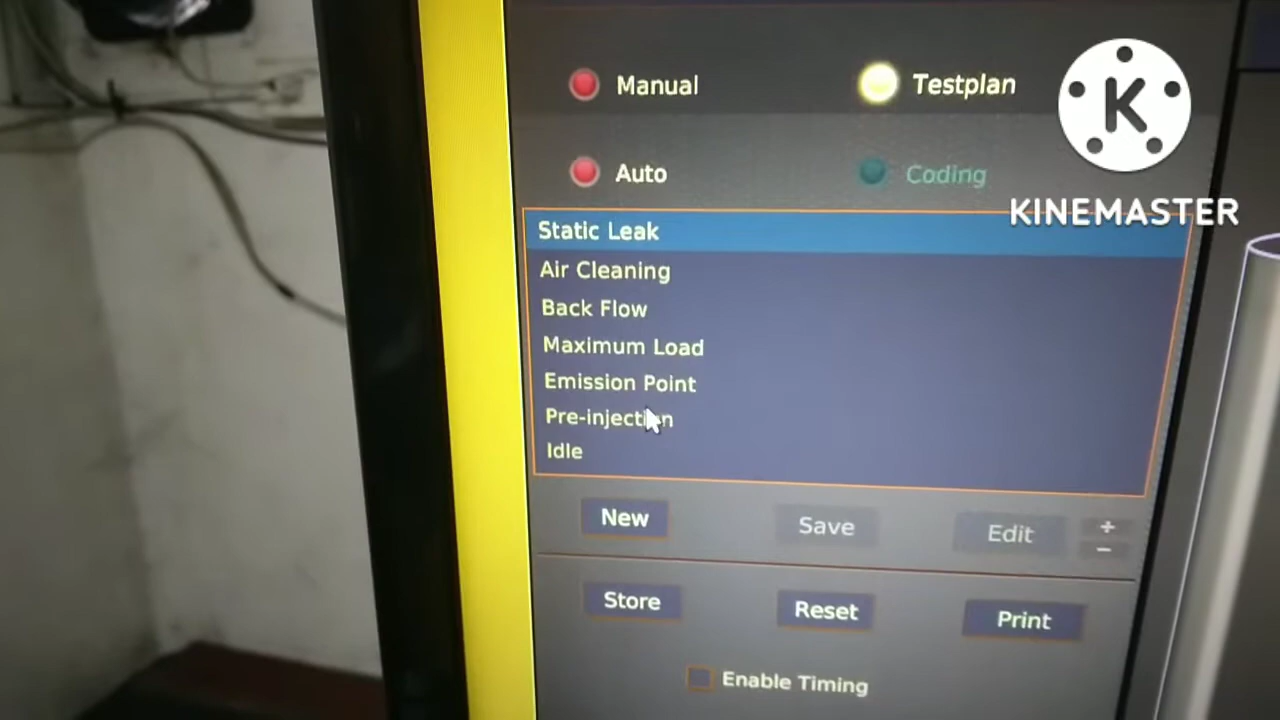 Manual
Testplan
Auto
Coding
KINEMASTER
Static Leak
Air Cleaning
Back Flow
Maximum Load
Emission Point
Pre-injection
Idle
New
Save
Edit
+
-
Store
Reset
Print
Enable Timing